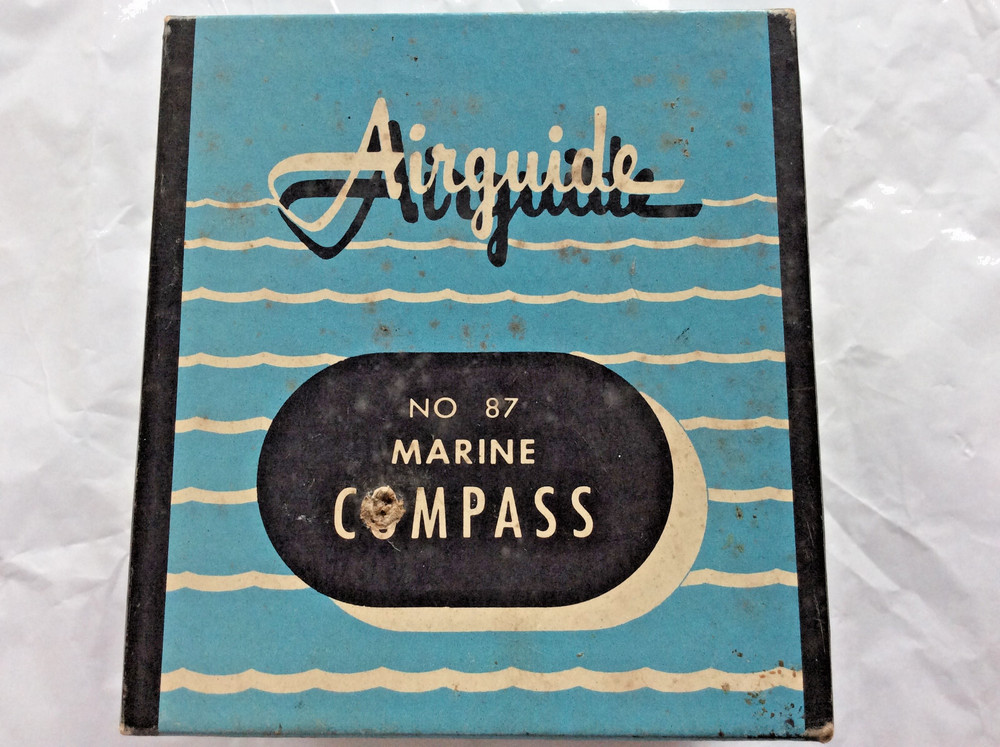 Airguide
NO 87
MARINE
COMPASS